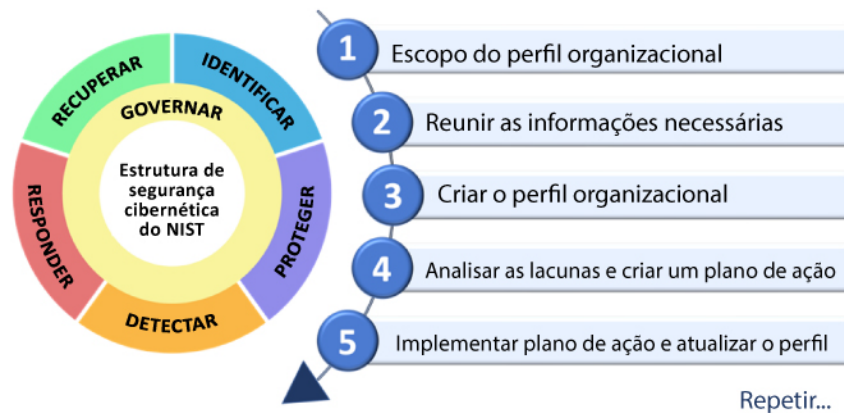 RECUPERAR
IDENTIFICAR
GOVERNAR
Estrutura de
segurança
cibernética
do NIST
RESPONDER
PROTEGER
DETECTAR
1 Escopo do perfil organizacional
2 Reunir as informações necessárias
3 Criar o perfil organizacional
4 Analisar as lacunas e criar um plano de ação
5 Implementar plano de ação e atualizar o perfil
Repetir...